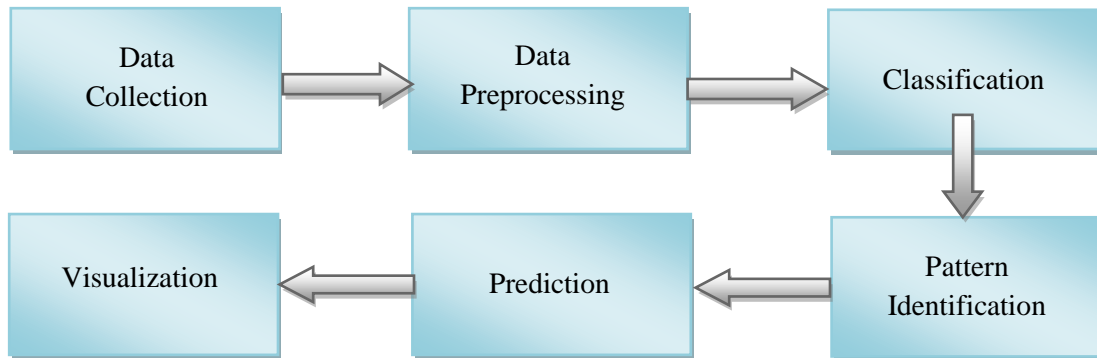 Data
Collection
Data
Preprocessing
Classification
Pattern
Identification
Prediction
Visualization